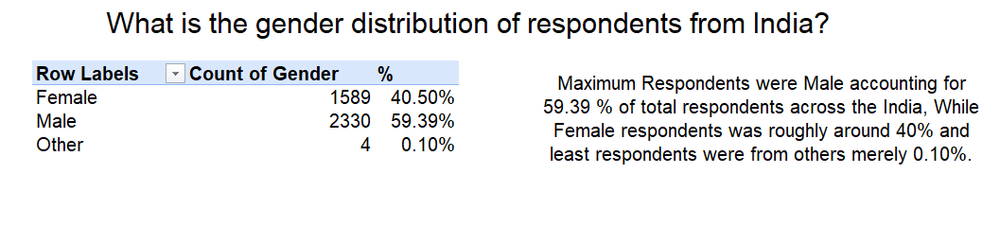 What is the gender distribution of respondents from India?
Row Labels Count of Gender %
Female 1589 40.50%
Male 2330 59.39%
Other 4 0.10%
Maximum Respondents were Male accounting for
59.39 % of total respondents across the India, While
Female respondents was roughly around 40% and
least respondents were from others merely 0.10%.